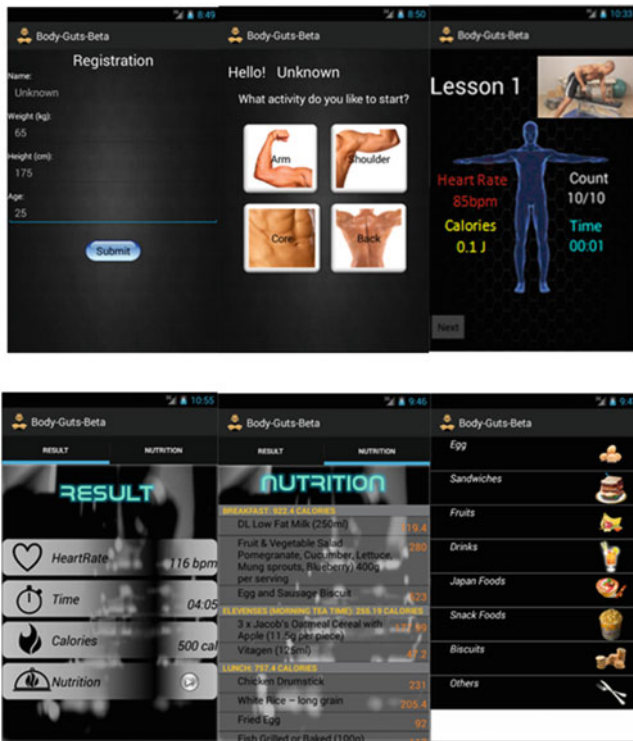 8:49
Body-Guts-Beta
Registration
Name:
Unknown
Weight (kg):
65
Height (cm):
175
Age:
25
Submit
8:50
Body-Guts-Beta
Hello! Unknown
What activity do you like to start?
Arm
Shoulder
Core
Back
10:33
Body-Guts-Beta
Lesson 1
Heart Rate
85bpm
Count
10/10
Calories
0.1 J
Time
00:01
Next
10:55
Body-Guts-Beta
RESULT NUTRITION
RESULT
HeartRate 116 bpm
Time 04:05
Calories 500 cal
Nutrition
9:46
Body-Guts-Beta
RESULT NUTRITION
NUTRITION
BREAKFAST: 922.4 CALORIES
DL Low Fat Milk (250ml) 119.4
Fruit & Vegetable Salad
Pomegranate, Cucumber, Lettuce,
Mung sprouts, Blueberry) 400g
per serving
280
Egg and Sausage Biscuit 523
ELEVENSES (MORNING TEA TIME): 255.19 CALORIES
3 x Jacob's Oatmeal Cereal with
Apple (11.5g per piece)
Vitagen (125ml)
LUNCH: 757.4 CALORIES
Chicken Drumstick 231
White Rice – long grain 205.4
Fried Egg 92
Fish Grilled or Baked (100g)
Body-Guts-Beta
Egg
Sandwiches
Fruits
Drinks
Japan Foods
Snack Foods
Biscuits
Others